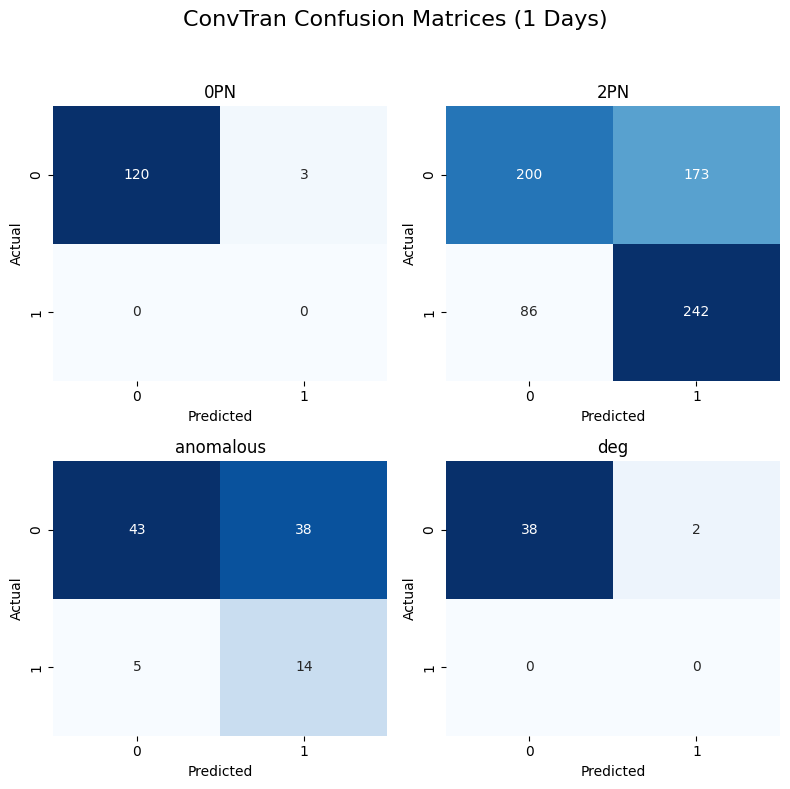 ConvTran Confusion Matrices (1 Days)
0PN
2PN
0
120
3
0
200
173
Actual
Actual
1
0
0
1
86
242
0
1
0
1
Predicted
Predicted
anomalous
deg
0
43
38
0
38
2
Actual
Actual
1
5
14
1
0
0
0
1
0
1
Predicted
Predicted